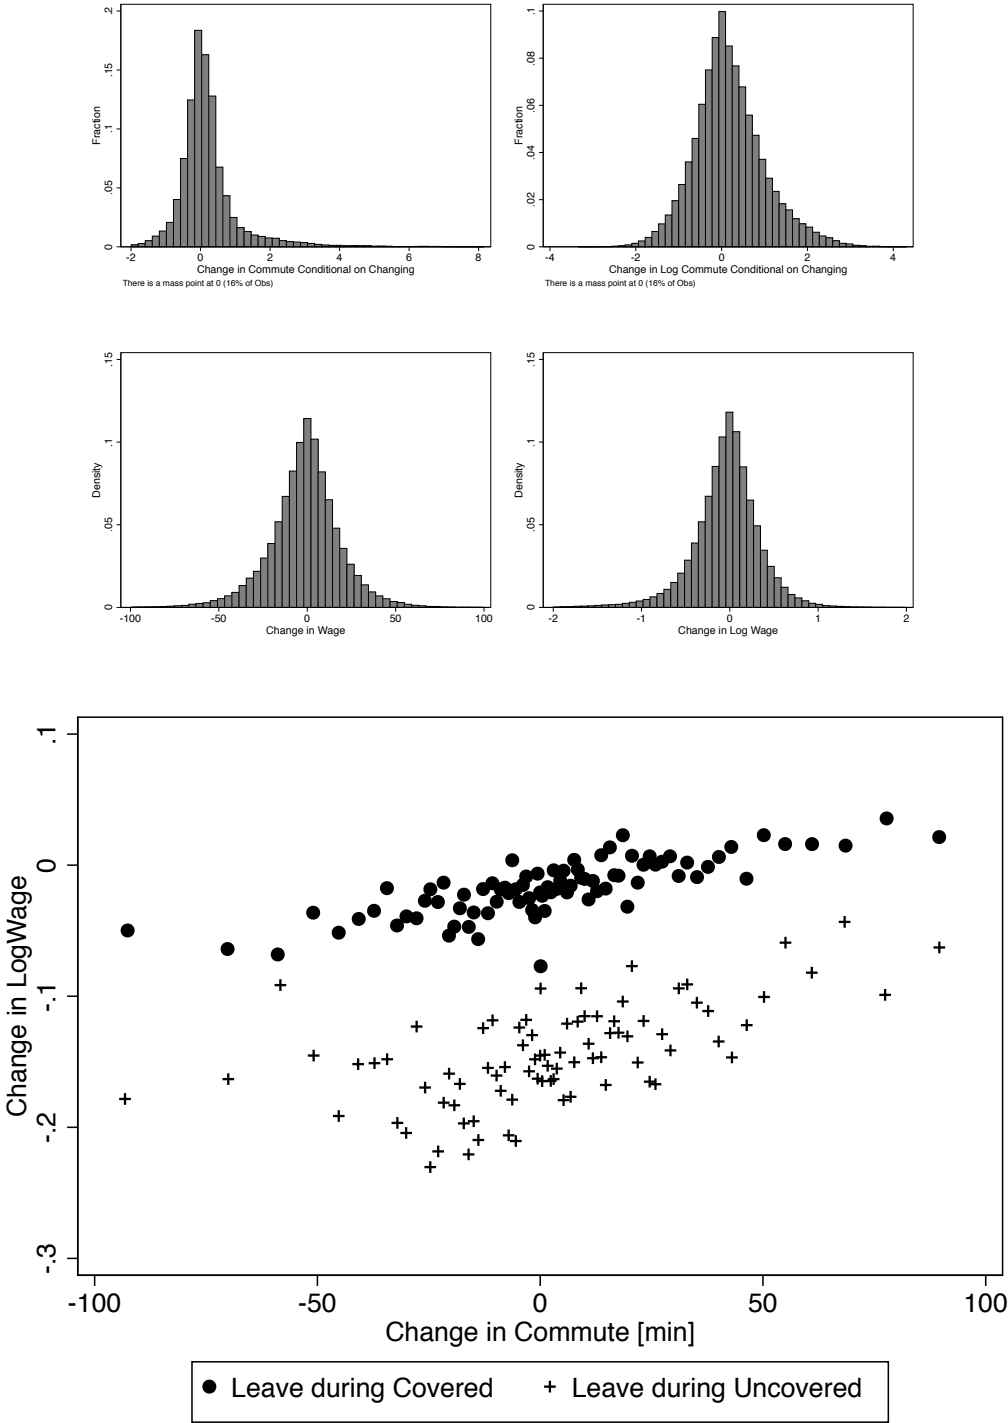 .2
.15
.1
.05
0
Fraction
-2 0 2 4 6 8
Change in Commute Conditional on Changing
There is a mass point at 0 (16% of Obs)
.1
.08
.06
.04
.02
0
Fraction
-4 -2 0 2 4
Change in Log Commute Conditional on Changing
There is a mass point at 0 (16% of Obs)
.15
.1
.05
0
Density
-100 -50 0 50 100
Change in Wage
.15
.1
.05
0
Density
-2 -1 0 1 2
Change in Log Wage
.1
0
-.1
-.2
-.3
Change in LogWage
-100 -50 0 50 100
Change in Commute [min]
Leave during Covered Leave during Uncovered